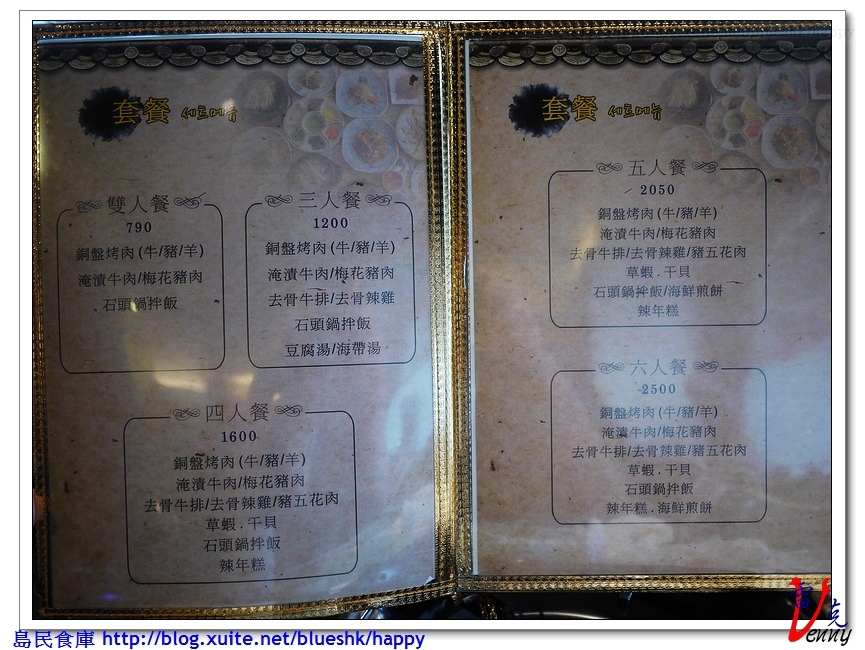 套餐 세트메뉴
雙人餐
790
銅盤烤肉(牛/豬/羊)
淹漬牛肉/梅花豬肉
石頭鍋拌飯
三人餐
1200
銅盤烤肉(牛/豬/羊)
淹漬牛肉/梅花豬肉
去骨牛排/去骨辣雞
石頭鍋拌飯
豆腐湯/海帶湯
四人餐
1600
銅盤烤肉(牛/豬/羊)
淹漬牛肉/梅花豬肉
去骨牛排/去骨辣雞/豬五花肉
草蝦.干貝
石頭鍋拌飯
辣年糕
套餐 세트메뉴
五人餐
2050
銅盤烤肉(牛/豬/羊)
淹漬牛肉/梅花豬肉
去骨牛排/去骨辣雞/豬五花肉
草蝦.干貝
石頭鍋拌飯/海鮮煎餅
辣年糕
六人餐
2500
銅盤烤肉(牛/豬/羊)
淹漬牛肉/梅花豬肉
去骨牛排/去骨辣雞/豬五花肉
草蝦.干貝
石頭鍋拌飯
辣年糕.海鮮煎餅
島民食庫 http://blog.xuite.net/blueshk/happy
Venny